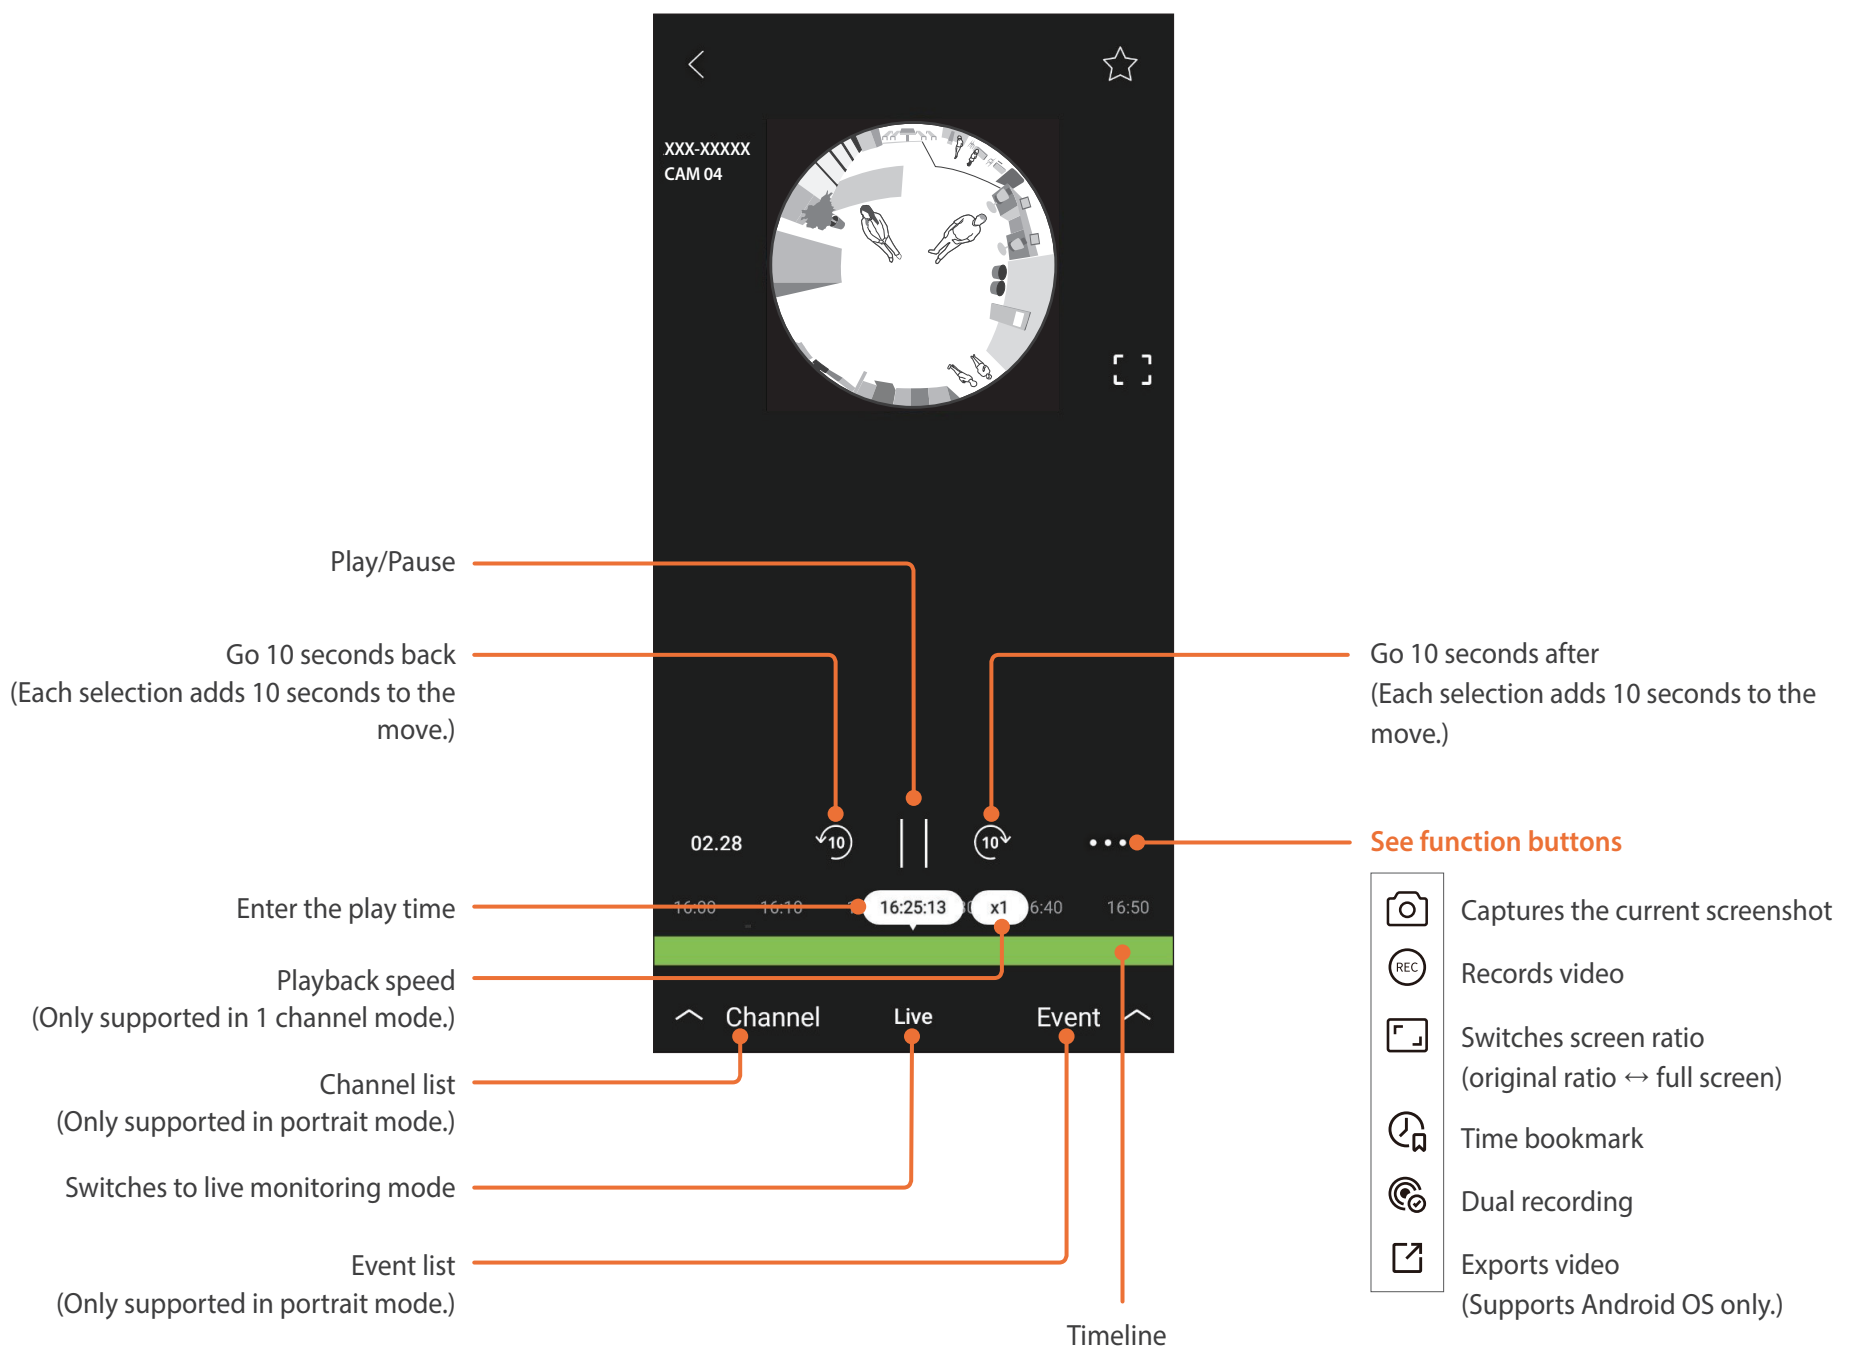 XXX-XXXXX
CAM 04
Play/Pause
Go 10 seconds back
(Each selection adds 10 seconds to the
move.)
Go 10 seconds after
(Each selection adds 10 seconds to the
move.)
02.28
10
10
See function buttons
Enter the play time
16:00 16:10 16:25:13 x1 6:40 16:50
Playback speed
(Only supported in 1 channel mode.)
Channel Live Event
Channel list
(Only supported in portrait mode.)
Switches to live monitoring mode
Event list
(Only supported in portrait mode.)
Timeline
Captures the current screenshot
REC
Records video
Switches screen ratio
(original ratio ↔ full screen)
Time bookmark
Dual recording
Exports video
(Supports Android OS only.)